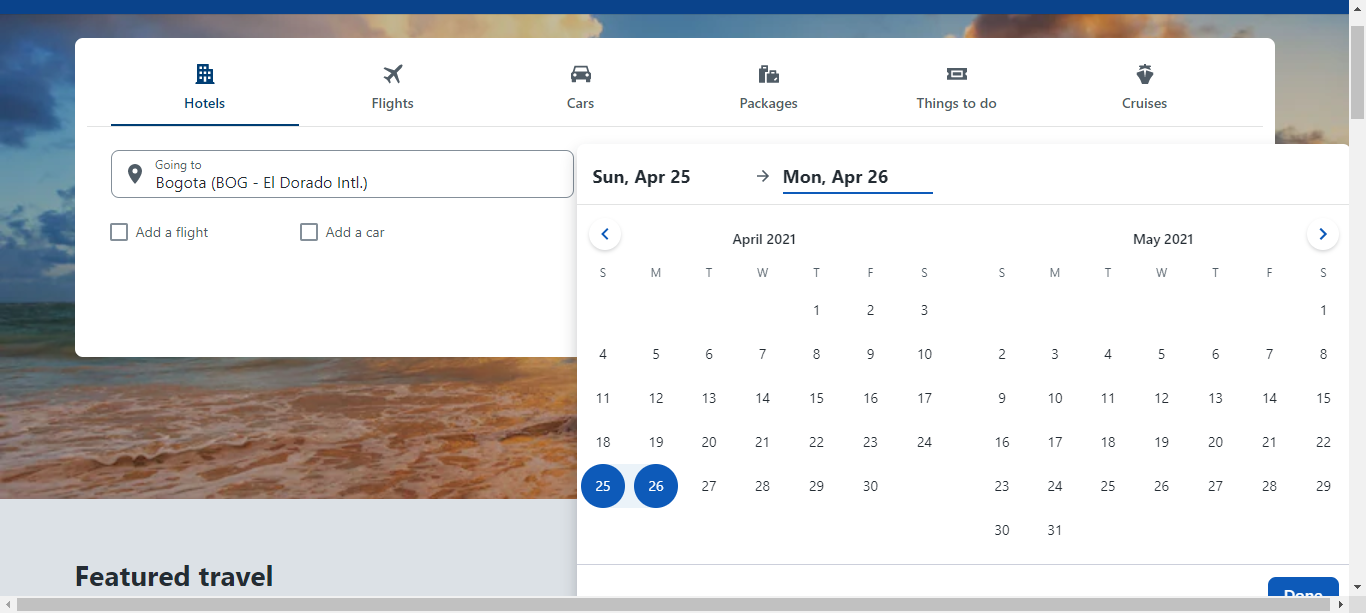 Hotels
Flights
Cars
Packages
Things to do
Cruises
Going to
Bogota (BOG - El Dorado Intl.)
Add a flight
Add a car
Sun, Apr 25
Mon, Apr 26
April 2021
S M T W T F S
1 2 3
4 5 6 7 8 9 10
11 12 13 14 15 16 17
18 19 20 21 22 23 24
25 26 27 28 29 30
May 2021
S M T W T F S
1
2 3 4 5 6 7 8
9 10 11 12 13 14 15
16 17 18 19 20 21 22
23 24 25 26 27 28 29
30 31
Done
Featured travel